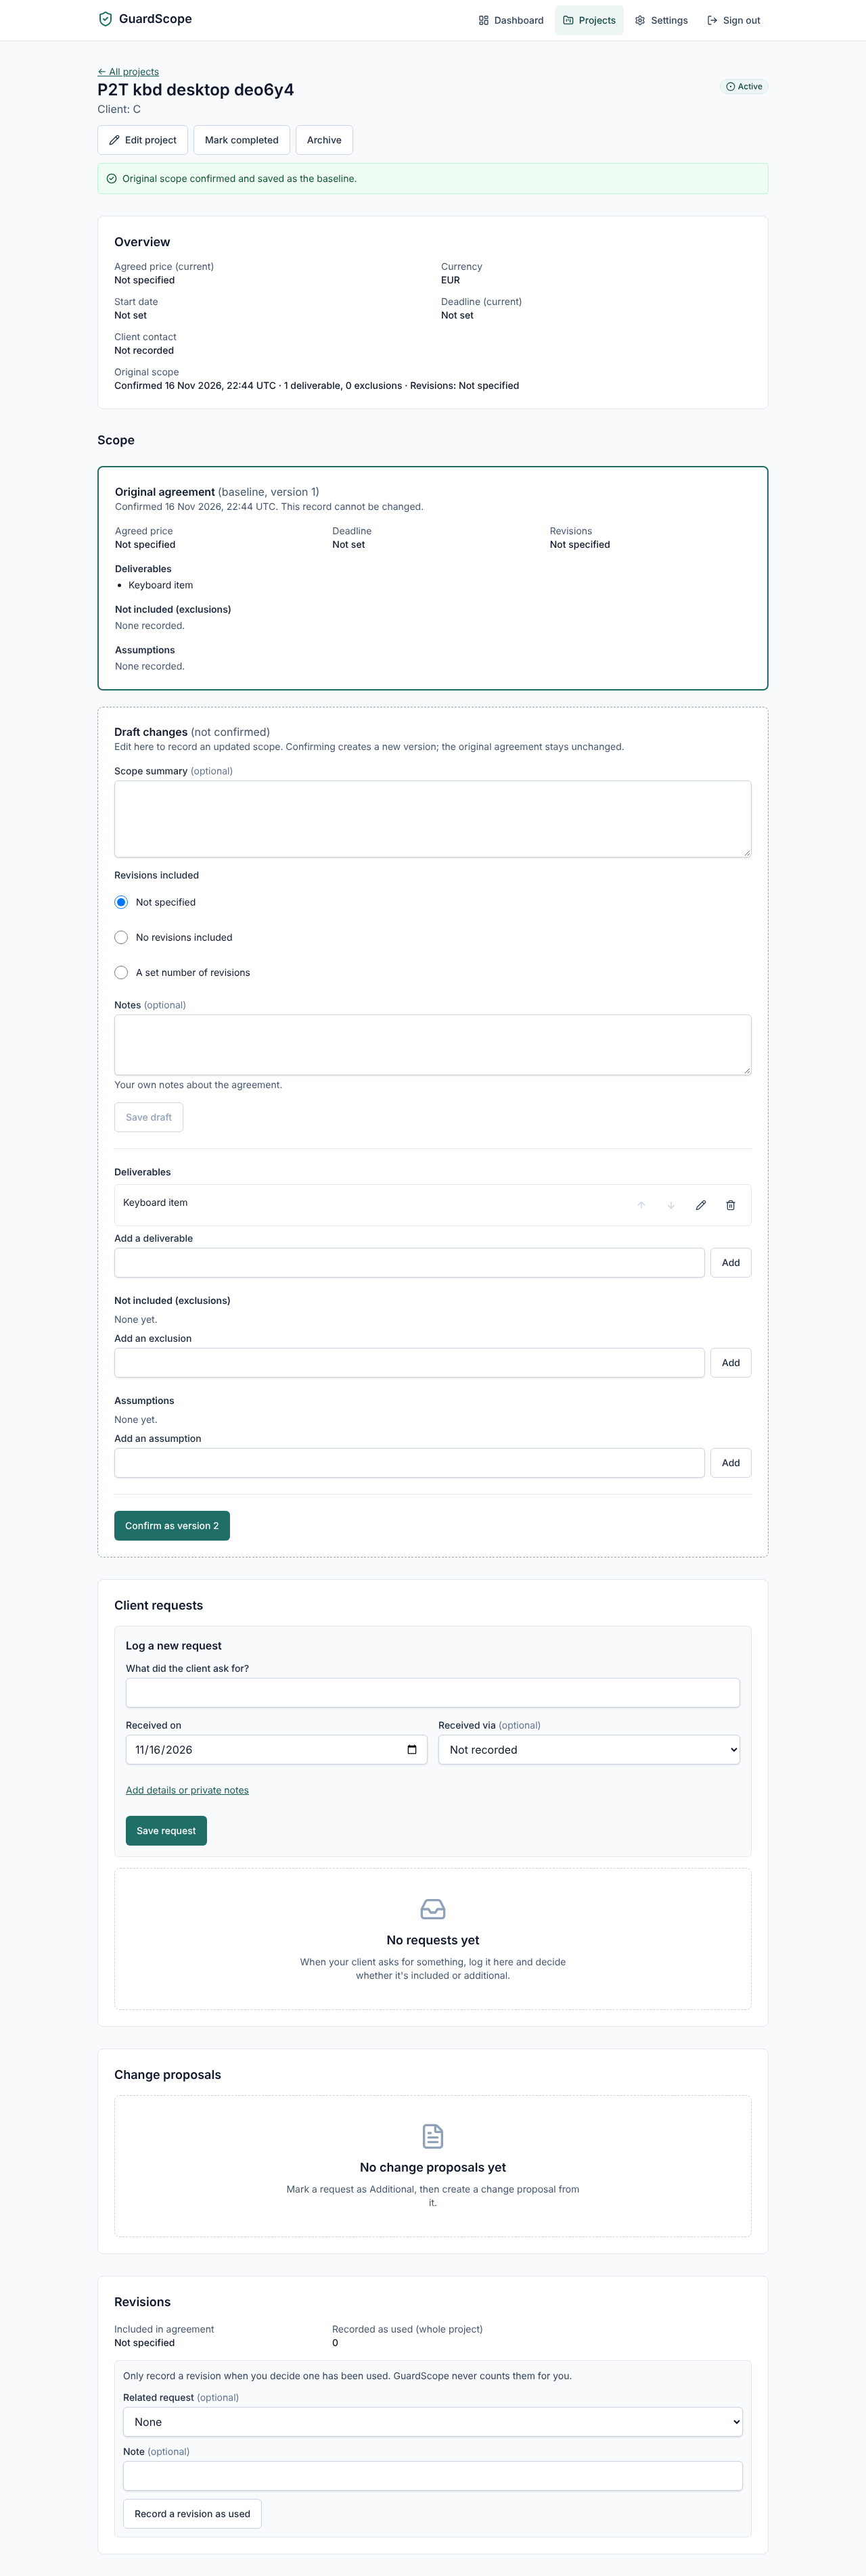 GuardScope
Dashboard
Projects
Settings
Sign out
← All projects
P2T kbd desktop deo6y4
Active
Client: C
Edit project
Mark completed
Archive
Original scope confirmed and saved as the baseline.
Overview
Agreed price (current)
Currency
Not specified
EUR
Start date
Deadline (current)
Not set
Not set
Client contact
Not recorded
Original scope
Confirmed 16 Nov 2026, 22:44 UTC · 1 deliverable, 0 exclusions · Revisions: Not specified
Scope
Original agreement (baseline, version 1)
Confirmed 16 Nov 2026, 22:44 UTC. This record cannot be changed.
Agreed price
Deadline
Revisions
Not specified
Not set
Not specified
Deliverables
• Keyboard item
Not included (exclusions)
None recorded.
Assumptions
None recorded.
Draft changes (not confirmed)
Edit here to record an updated scope. Confirming creates a new version; the original agreement stays unchanged.
Scope summary (optional)
Revisions included
Not specified
No revisions included
A set number of revisions
Notes (optional)
Your own notes about the agreement.
Save draft
Deliverables
Keyboard item
Add a deliverable
Add
Not included (exclusions)
None yet.
Add an exclusion
Add
Assumptions
None yet.
Add an assumption
Add
Confirm as version 2
Client requests
Log a new request
What did the client ask for?
Received on
Received via (optional)
11/16/2026
Not recorded
Add details or private notes
Save request
No requests yet
When your client asks for something, log it here and decide
whether it's included or additional.
Change proposals
No change proposals yet
Mark a request as Additional, then create a change proposal from
it.
Revisions
Included in agreement
Recorded as used (whole project)
Not specified
0
Only record a revision when you decide one has been used. GuardScope never counts them for you.
Related request (optional)
None
Note (optional)
Record a revision as used